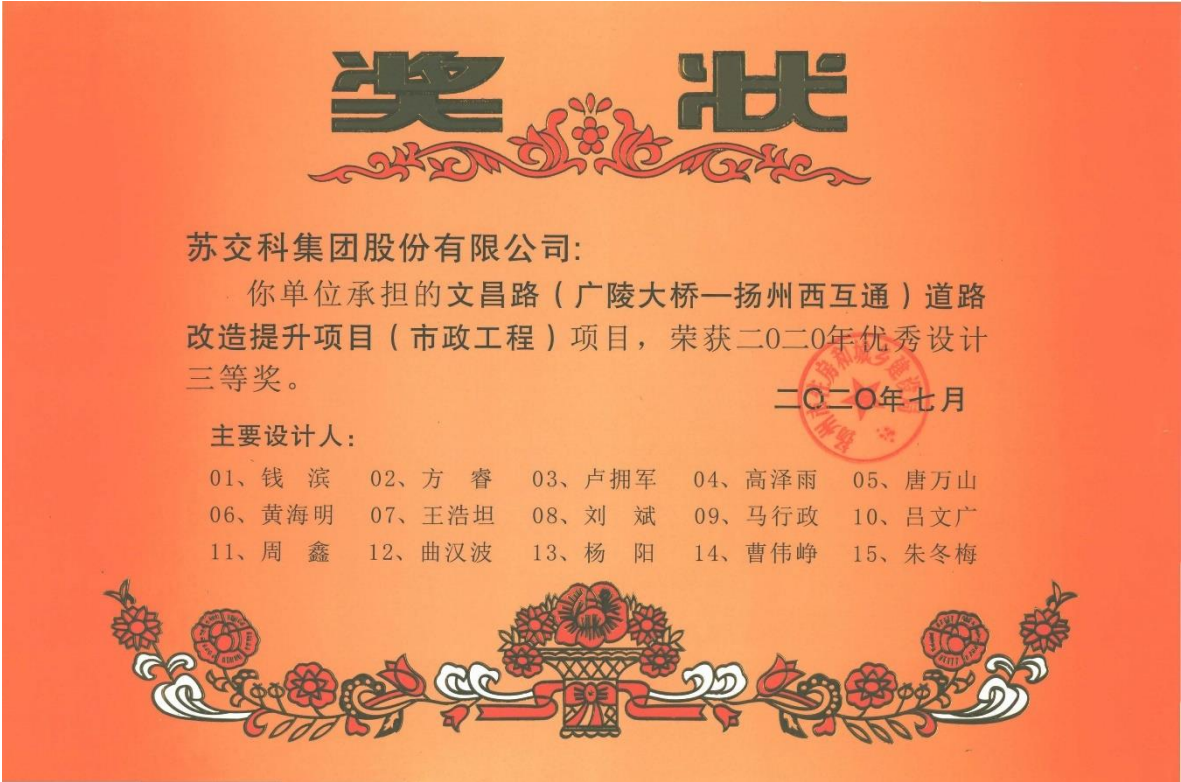 奖 状
苏交科集团股份有限公司:
你单位承担的文昌路（广陵大桥—扬州西互通）道路
改造提升项目（市政工程）项目，荣获二〇二〇年优秀设计
三等奖。
二〇二〇年七月
主要设计人：
01、钱 滨 02、方 睿 03、卢拥军 04、高泽雨 05、唐万山
06、黄海明 07、王浩坦 08、刘 斌 09、马行政 10、吕文广
11、周 鑫 12、曲汉波 13、杨 阳 14、曹伟峥 15、朱冬梅